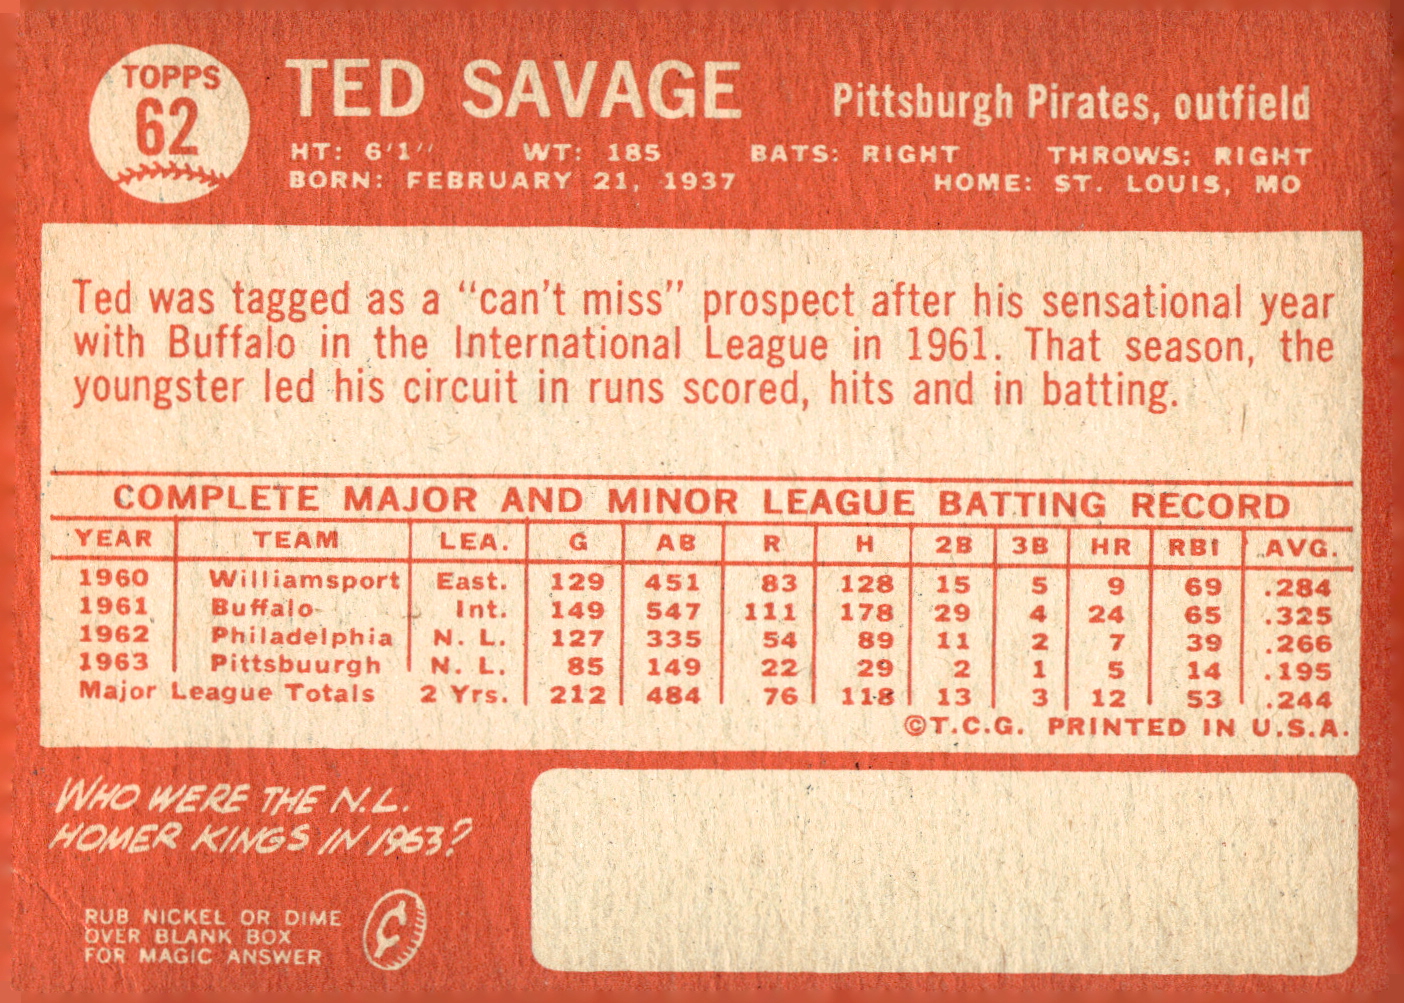 TOPPS
62
TED SAVAGE
Pittsburgh Pirates, outfield
HT: 6'1" WT: 185 BATS: RIGHT THROWS: RIGHT
BORN: FEBRUARY 21, 1937 HOME: ST. LOUIS, MO
Ted was tagged as a "can't miss" prospect after his sensational year
with Buffalo in the International League in 1961. That season, the
youngster led his circuit in runs scored, hits and in batting.
COMPLETE MAJOR AND MINOR LEAGUE BATTING RECORD
YEAR TEAM LEA. G AB R H 2B 3B HR RBI AVG.
1960 Williamsport East. 129 451 83 128 15 5 9 69 .284
1961 Buffalo Int. 149 547 111 178 29 4 24 65 .325
1962 Philadelphia N. L. 127 335 54 89 11 2 7 39 .266
1963 Pittsbuurgh N. L. 85 149 22 29 2 1 5 14 .195
Major League Totals 2 Yrs. 212 484 76 118 13 3 12 53 .244
©T.C.G. PRINTED IN U.S.A.
WHO WERE THE N.L.
HOMER KINGS IN 1963?
RUB NICKEL OR DIME
OVER BLANK BOX
FOR MAGIC ANSWER